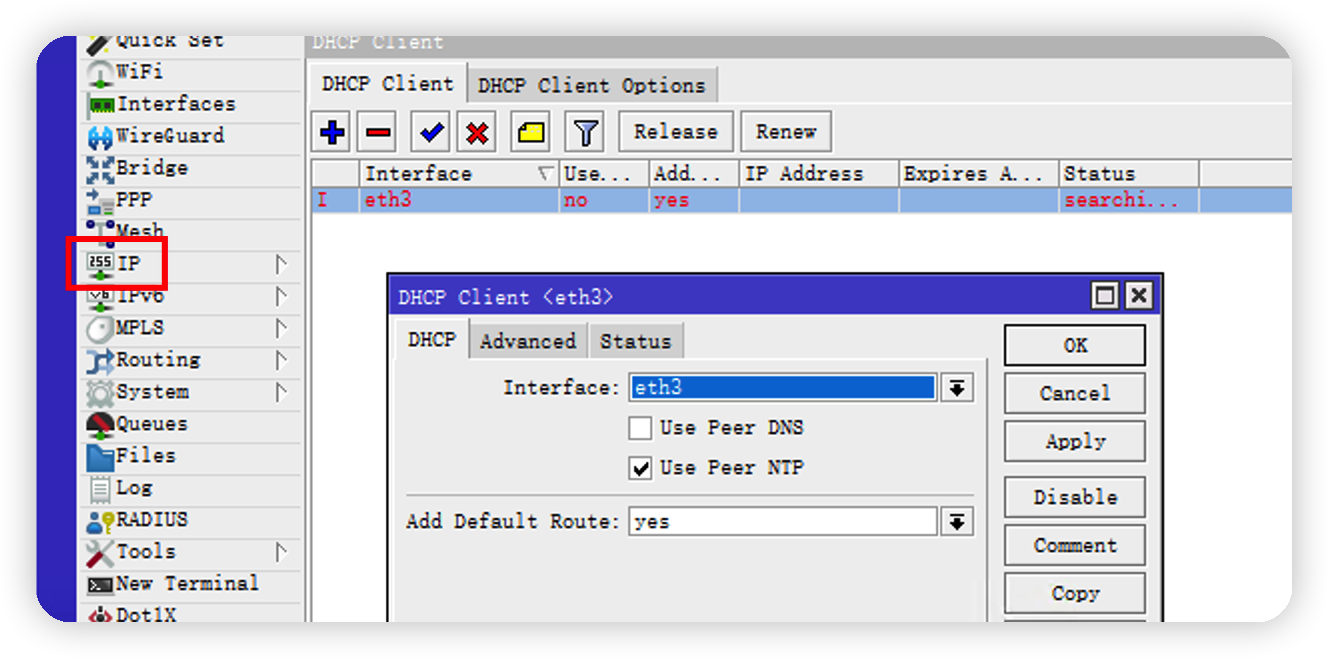 Quick Set
WiFi
Interfaces
WireGuard
Bridge
PPP
Mesh
255 IP
IPv6
MPLS
Routing
System
Queues
Files
Log
RADIUS
Tools
New Terminal
Dot1X
DHCP Client
DHCP Client DHCP Client Options
Release Renew
Interface Use... Add... IP Address Expires A... Status
I eth3 no yes searchi...
DHCP Client <eth3>
DHCP Advanced Status
Interface: eth3
Use Peer DNS
Use Peer NTP
Add Default Route: yes
OK
Cancel
Apply
Disable
Comment
Copy